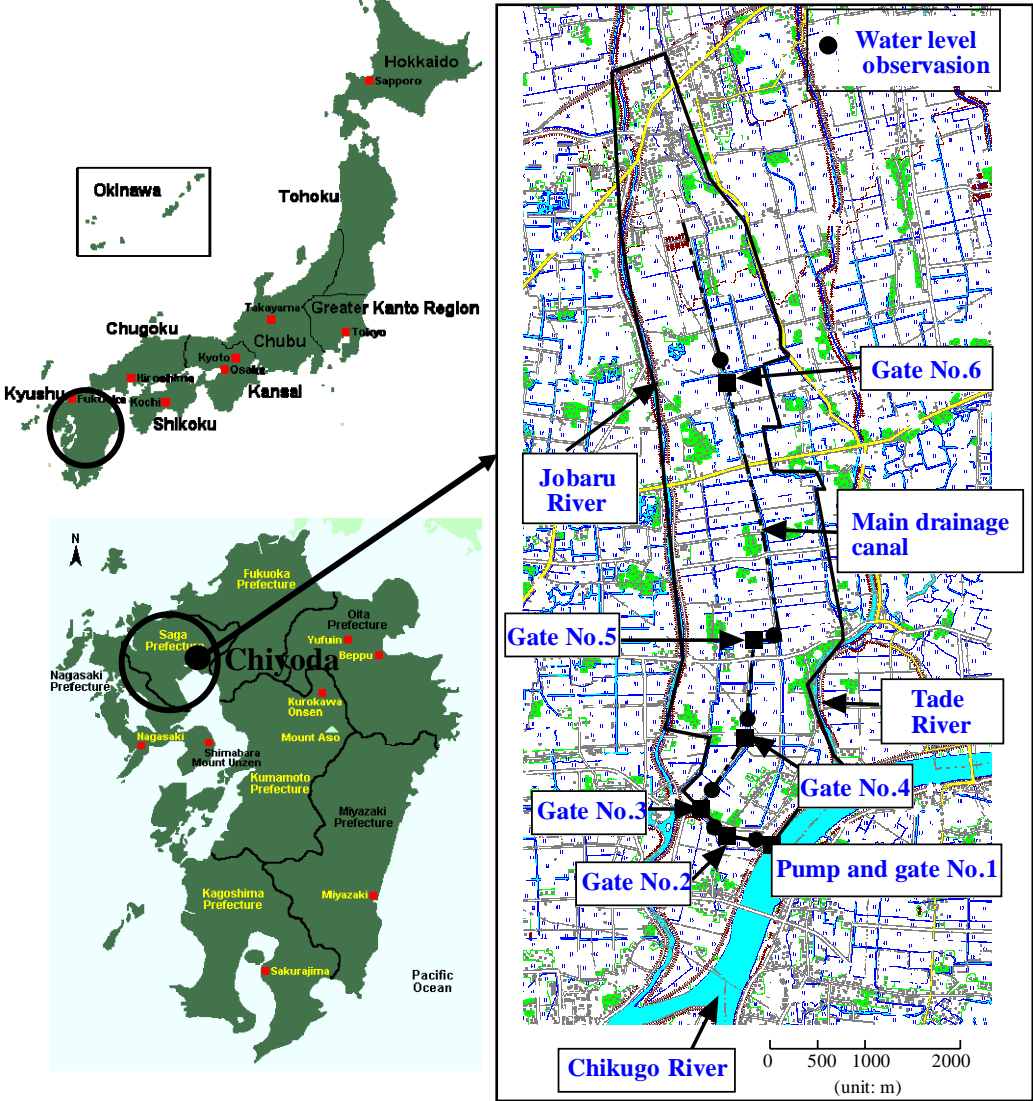 Hokkaido
Sapporo
Okinawa
Tohoku
Takayama
Greater Kanto Region
Chugoku
Chubu
Tokyo
Kyoto
Osaka
Hiroshima
Kansai
Kyushu
Fukuoka
Kochi
Shikoku
N
Fukuoka
Prefecture
Oita
Prefecture
Saga
Prefecture
Yufuin
Chiyoda
Beppu
Nagasaki
Prefecture
Kurokawa
Onsen
Nagasaki
Mount Aso
Shimabara
Mount Unzen
Kumamoto
Prefecture
Miyazaki
Prefecture
Kagoshima
Prefecture
Miyazaki
Sakurajima
Pacific
Ocean
Water level
observasion
Gate No.6
Jobaru
River
Main drainage
canal
Gate No.5
Tade
River
Gate No.4
Gate No.3
Pump and gate No.1
Gate No.2
Chikugo River
0 500 1000 2000
(unit: m)